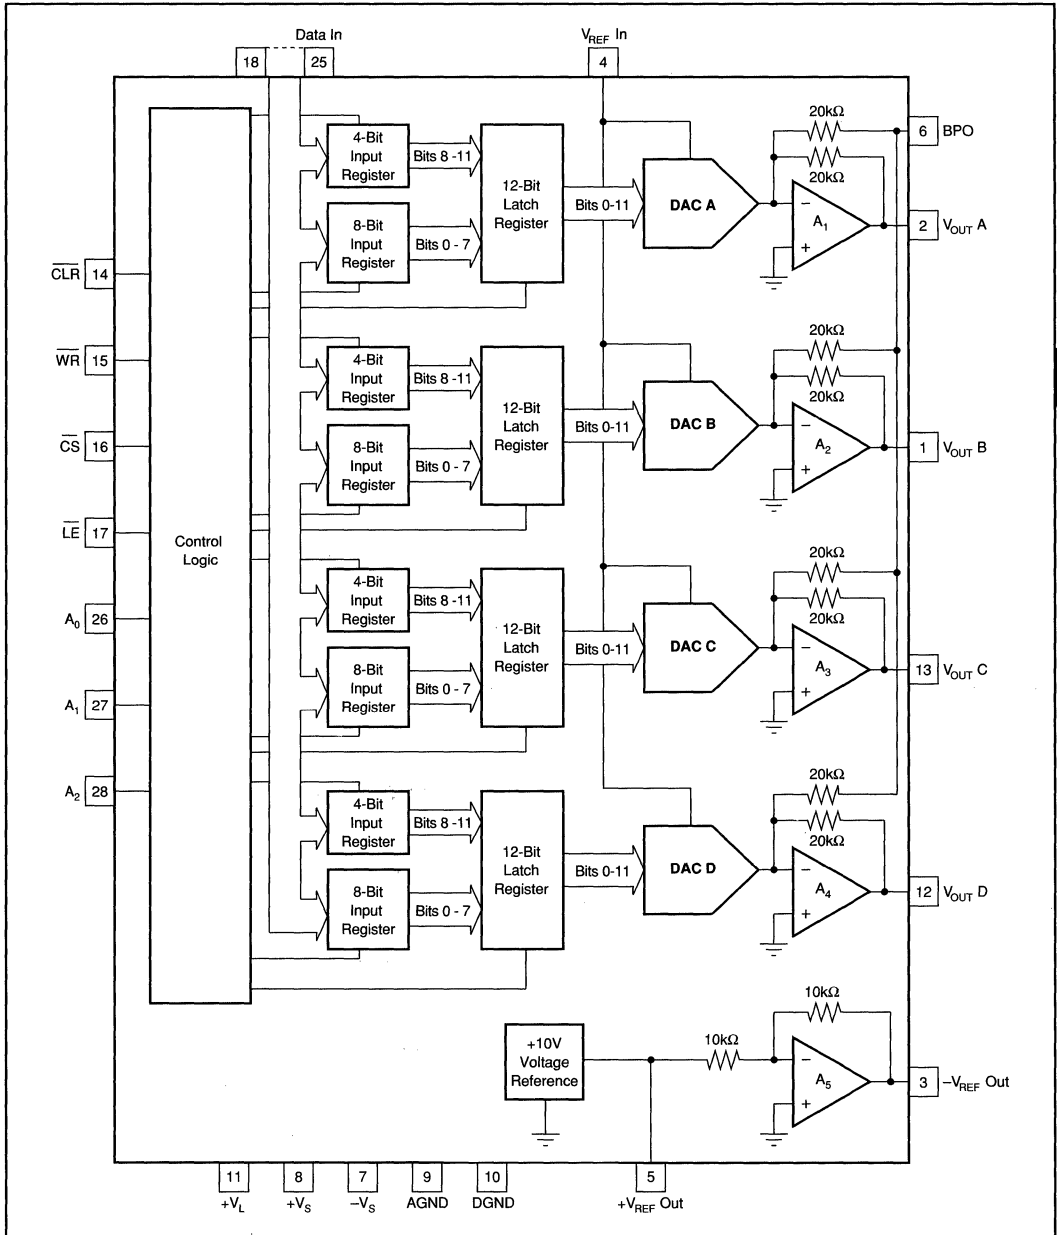 Data In
18
25
V_REF In
4
20kΩ
20kΩ
6
BPO
4-Bit
Input
Register
Bits 8 -11
12-Bit
Latch
Register
8-Bit
Input
Register
Bits 0 - 7
Bits 0-11
DAC A
−
A1
+
2
V_OUT A
CLR
14
WR
15
CS
16
LE
17
A0
26
A1
27
A2
28
Control
Logic
20kΩ
20kΩ
4-Bit
Input
Register
Bits 8 -11
12-Bit
Latch
Register
8-Bit
Input
Register
Bits 0 - 7
Bits 0-11
DAC B
−
A2
+
1
V_OUT B
20kΩ
20kΩ
4-Bit
Input
Register
Bits 8 -11
12-Bit
Latch
Register
8-Bit
Input
Register
Bits 0 - 7
Bits 0-11
DAC C
−
A3
+
13
V_OUT C
20kΩ
20kΩ
4-Bit
Input
Register
Bits 8 -11
12-Bit
Latch
Register
8-Bit
Input
Register
Bits 0 - 7
Bits 0-11
DAC D
−
A4
+
12
V_OUT D
10kΩ
10kΩ
+10V
Voltage
Reference
−
A5
+
3
−V_REF Out
11
8
7
9
10
5
+V_L
+V_S
−V_S
AGND
DGND
+V_REF Out